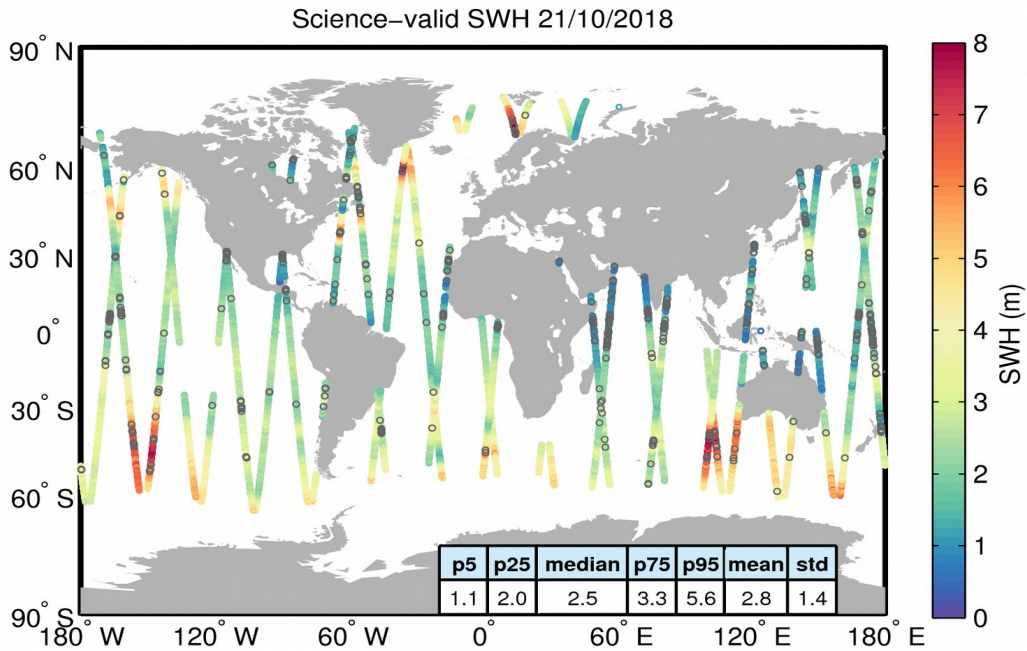 Science−valid SWH 21/10/2018
90° N
60° N
30° N
0°
30° S
60° S
90° S
180° W
120° W
60° W
0°
60° E
120° E
180° E
p5 p25 median p75 p95 mean std
1.1 2.0 2.5 3.3 5.6 2.8 1.4
8
7
6
5
4
3
2
1
0
SWH (m)